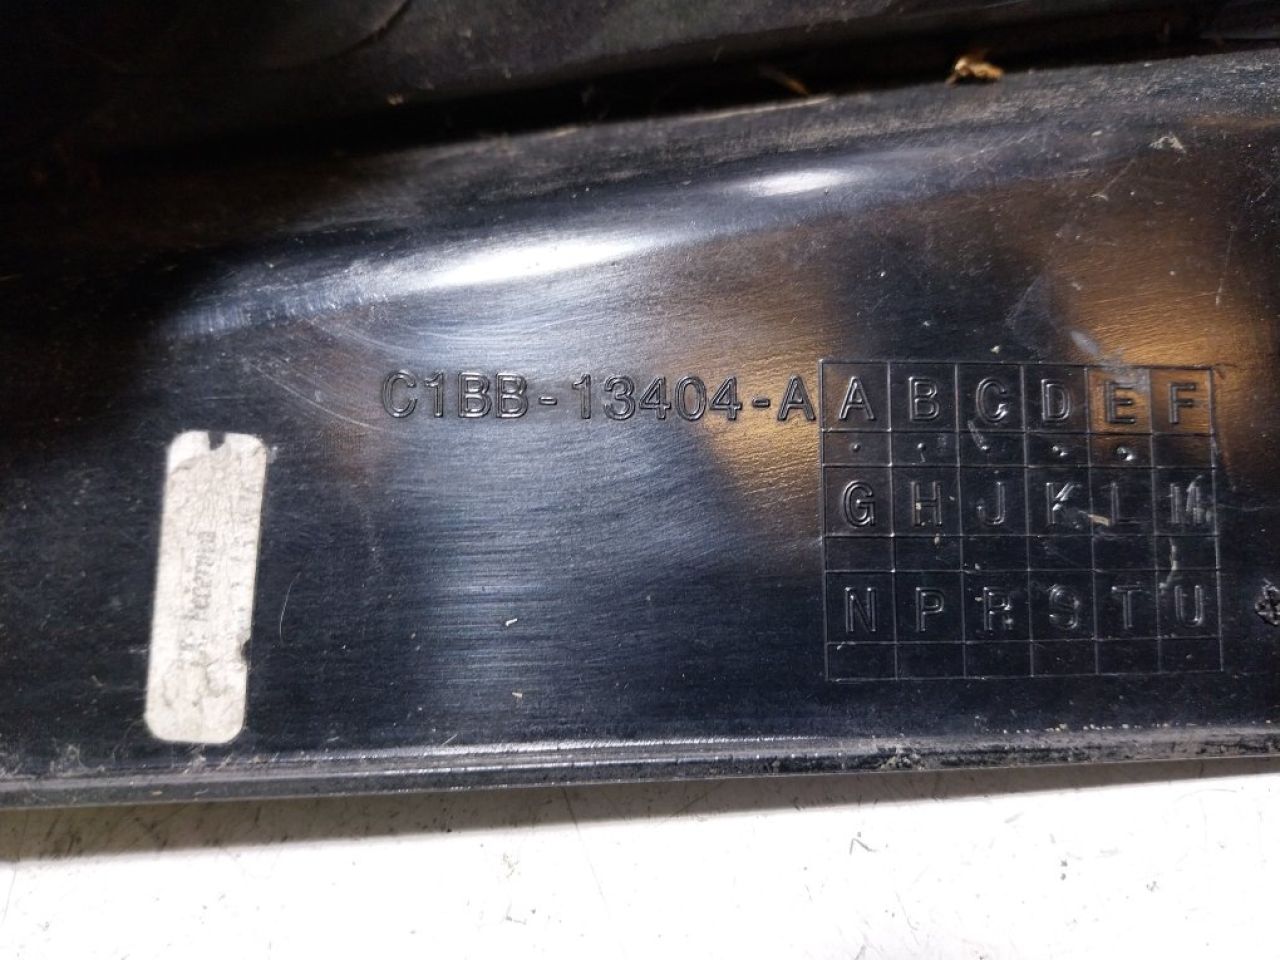 C1BB-13404-A
A B C D E F
G H J K L M
N P R S T U